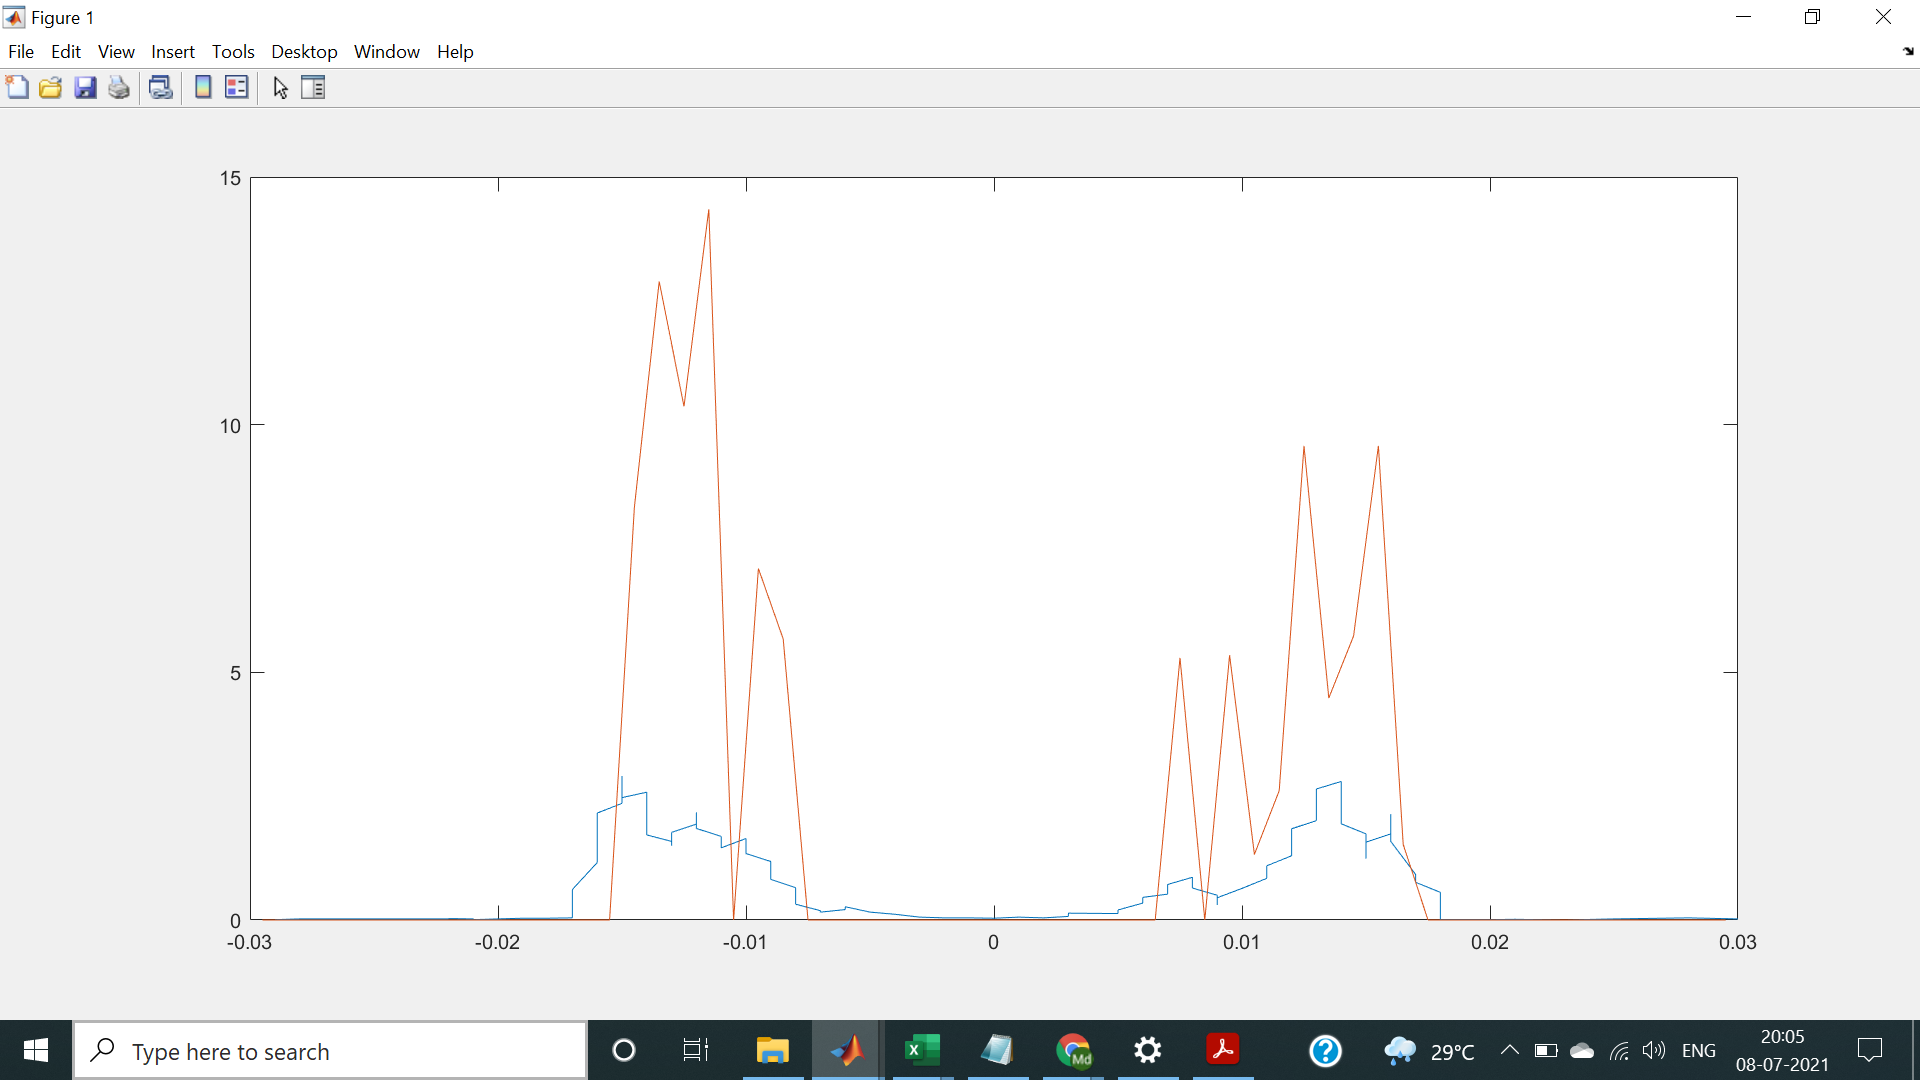 Figure 1
File Edit View Insert Tools Desktop Window Help
15
10
5
0
-0.03 -0.02 -0.01 0 0.01 0.02 0.03
Type here to search
X
Md
?
29°C
ENG
20:05
08-07-2021